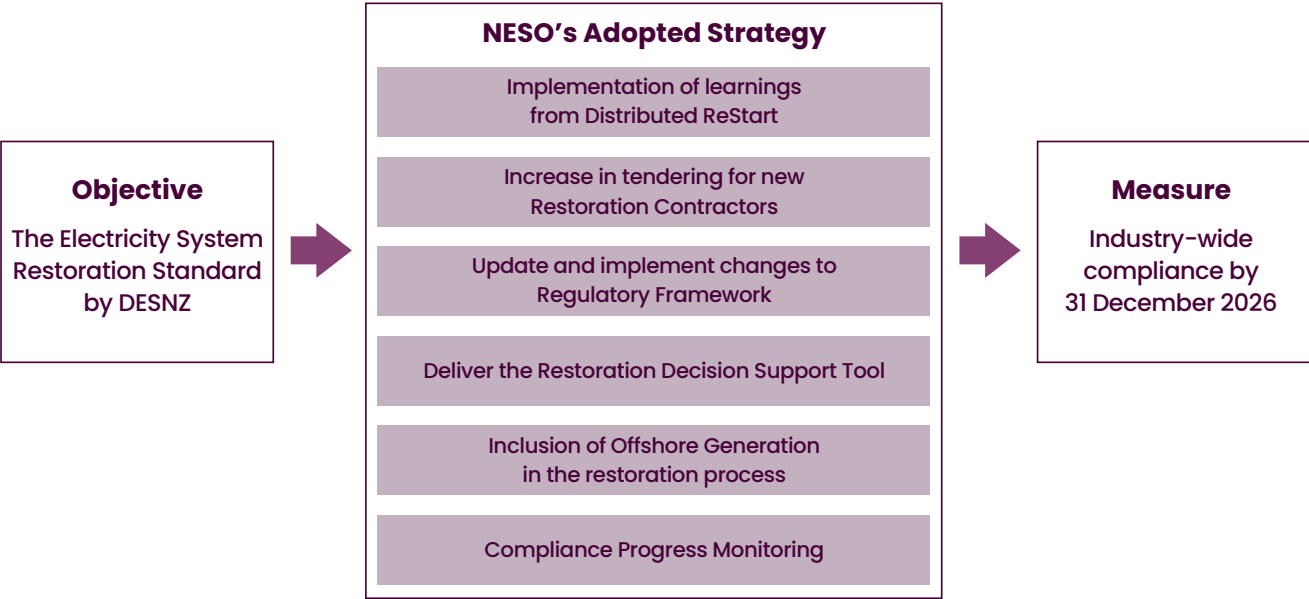 Objective
The Electricity System
Restoration Standard
by DESNZ
NESO’s Adopted Strategy
Implementation of learnings
from Distributed ReStart
Increase in tendering for new
Restoration Contractors
Update and implement changes to
Regulatory Framework
Deliver the Restoration Decision Support Tool
Inclusion of Offshore Generation
in the restoration process
Compliance Progress Monitoring
Measure
Industry-wide
compliance by
31 December 2026